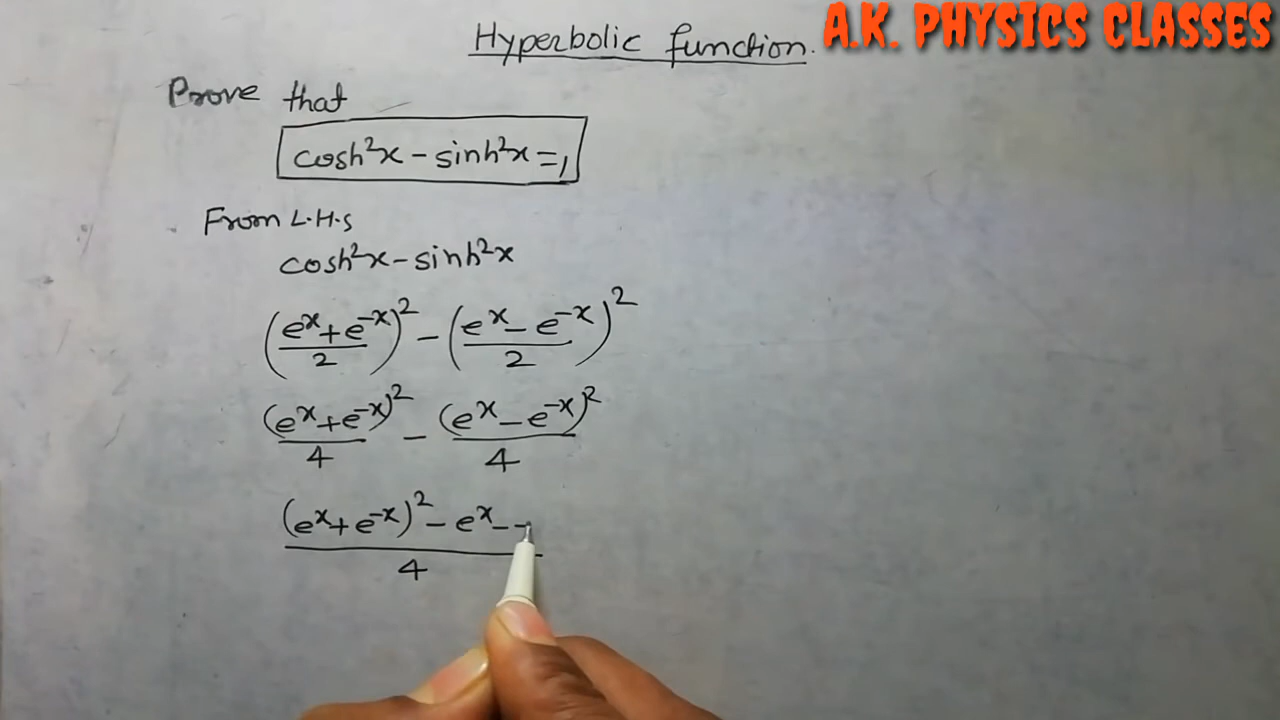 A.K. PHYSICS CLASSES
Hyperbolic function.
Prove that
cosh²x - sinh²x = 1
From L.H.S
cosh²x - sinh²x
((eˣ + e⁻ˣ)/2)² - ((eˣ - e⁻ˣ)/2)²
(eˣ + e⁻ˣ)²/4 - (eˣ - e⁻ˣ)²/4
((eˣ + e⁻ˣ)² - eˣ - -)/4